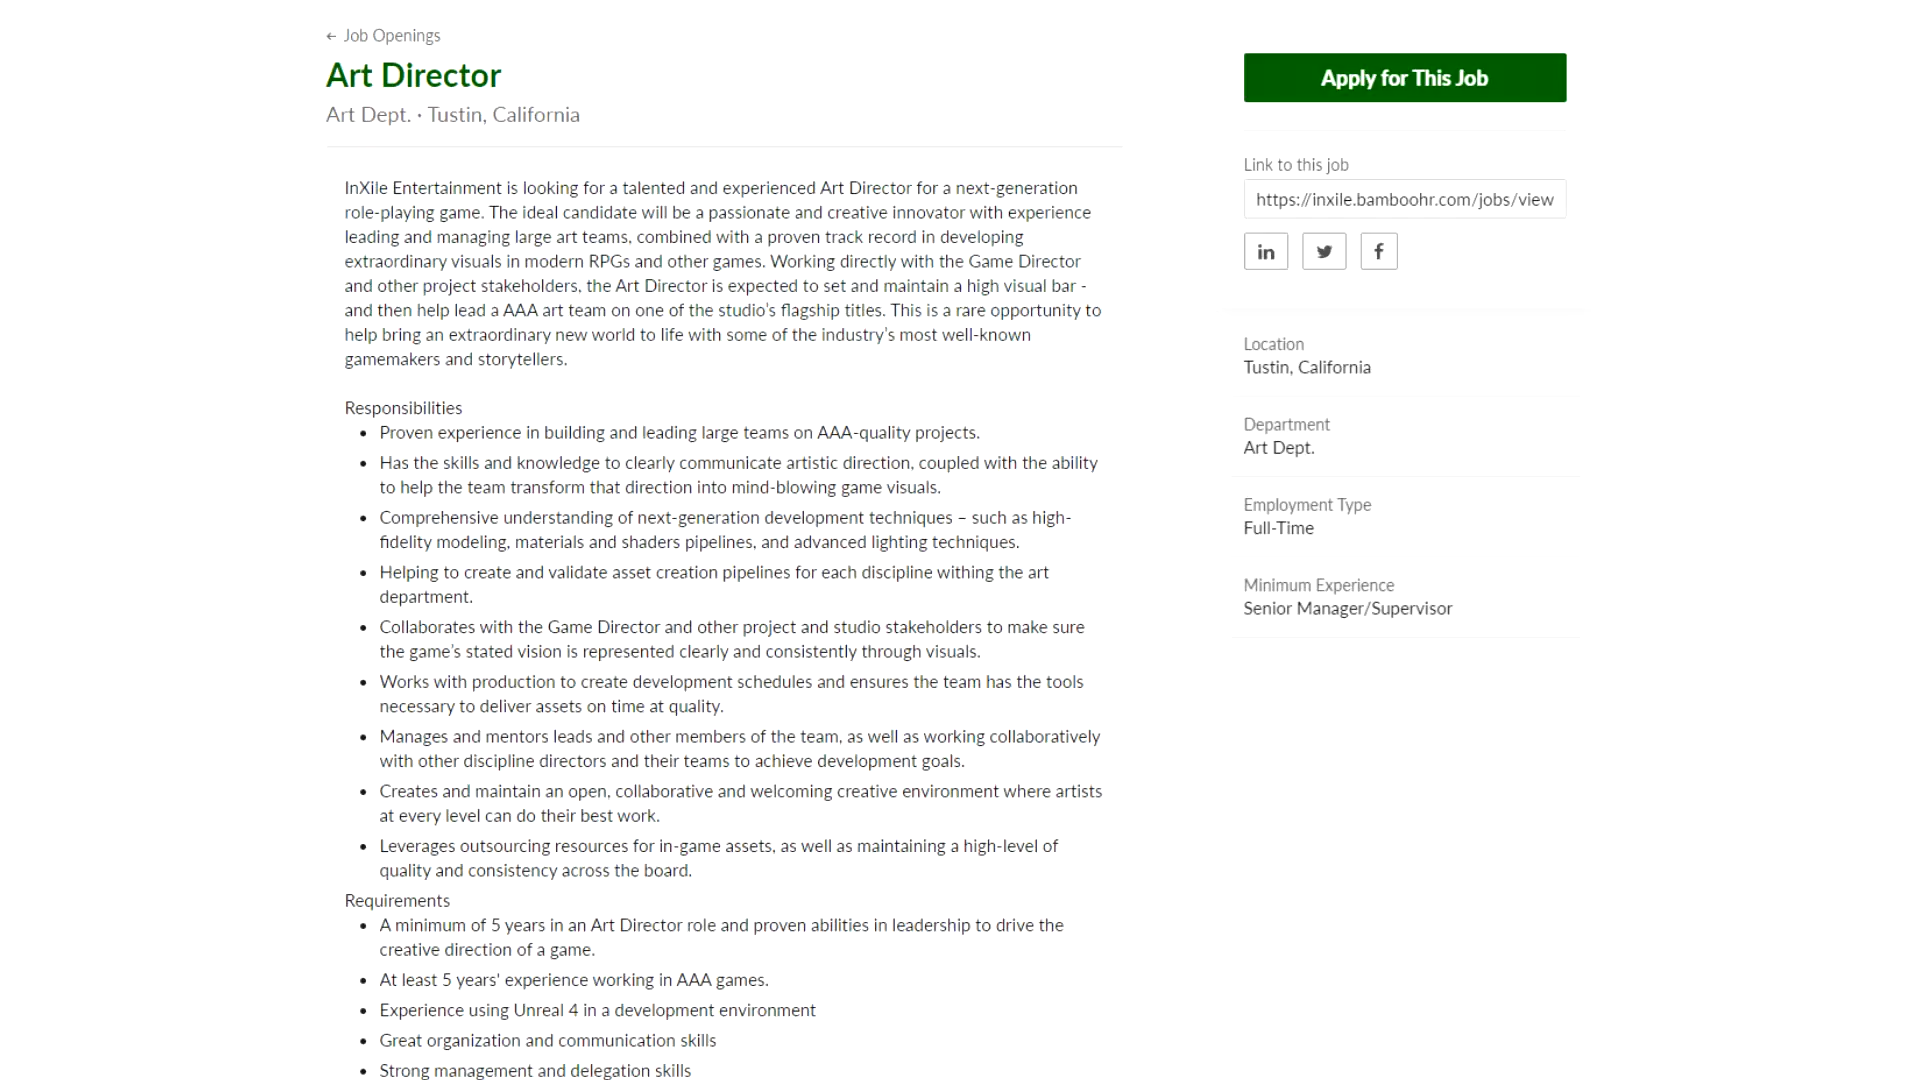 ← Job Openings
Art Director
Art Dept. · Tustin, California
InXile Entertainment is looking for a talented and experienced Art Director for a next-generation
role-playing game. The ideal candidate will be a passionate and creative innovator with experience
leading and managing large art teams, combined with a proven track record in developing
extraordinary visuals in modern RPGs and other games. Working directly with the Game Director
and other project stakeholders, the Art Director is expected to set and maintain a high visual bar -
and then help lead a AAA art team on one of the studio's flagship titles. This is a rare opportunity to
help bring an extraordinary new world to life with some of the industry's most well-known
gamemakers and storytellers.
Responsibilities
• Proven experience in building and leading large teams on AAA-quality projects.
• Has the skills and knowledge to clearly communicate artistic direction, coupled with the ability
to help the team transform that direction into mind-blowing game visuals.
• Comprehensive understanding of next-generation development techniques – such as high-
fidelity modeling, materials and shaders pipelines, and advanced lighting techniques.
• Helping to create and validate asset creation pipelines for each discipline withing the art
department.
• Collaborates with the Game Director and other project and studio stakeholders to make sure
the game's stated vision is represented clearly and consistently through visuals.
• Works with production to create development schedules and ensures the team has the tools
necessary to deliver assets on time at quality.
• Manages and mentors leads and other members of the team, as well as working collaboratively
with other discipline directors and their teams to achieve development goals.
• Creates and maintain an open, collaborative and welcoming creative environment where artists
at every level can do their best work.
• Leverages outsourcing resources for in-game assets, as well as maintaining a high-level of
quality and consistency across the board.
Requirements
• A minimum of 5 years in an Art Director role and proven abilities in leadership to drive the
creative direction of a game.
• At least 5 years' experience working in AAA games.
• Experience using Unreal 4 in a development environment
• Great organization and communication skills
• Strong management and delegation skills
Apply for This Job
Link to this job
https://inxile.bamboohr.com/jobs/view
in
f
Location
Tustin, California
Department
Art Dept.
Employment Type
Full-Time
Minimum Experience
Senior Manager/Supervisor